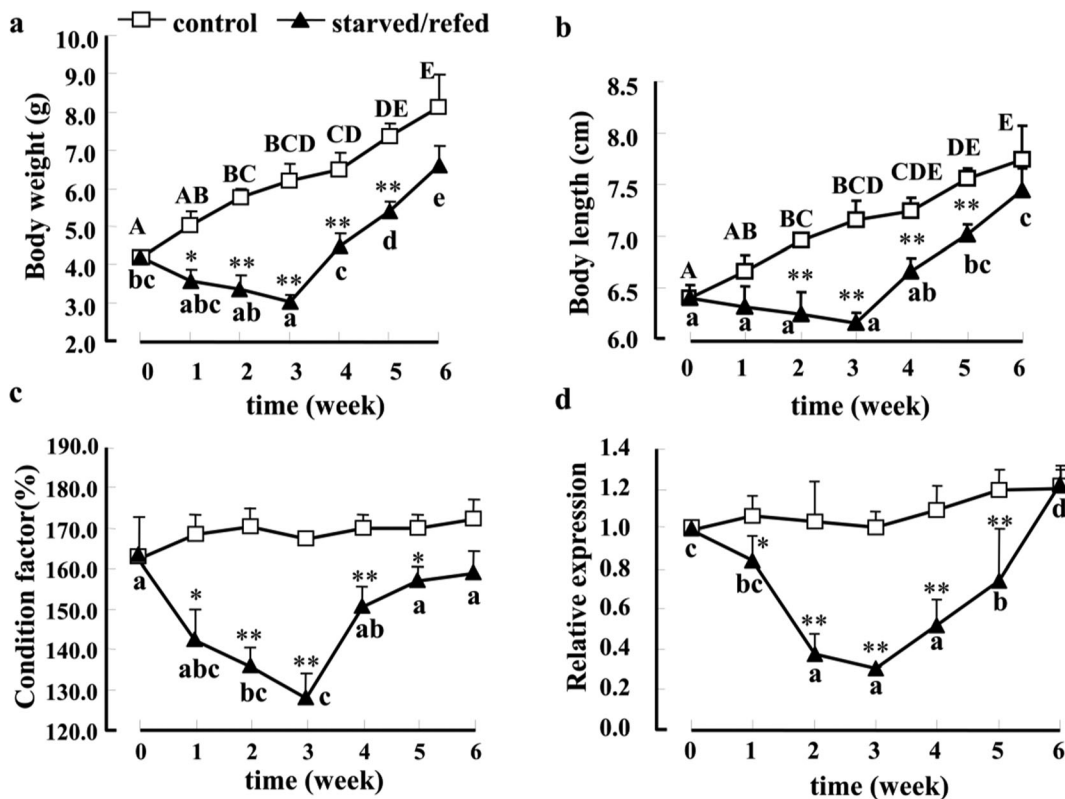 a
control
starved/refed
10.0
9.0
8.0
7.0
6.0
5.0
4.0
3.0
2.0
Body weight (g)
A
AB
BC
BCD
CD
DE
E
*
**
**
**
**
bc
abc
ab
a
c
d
e
0 1 2 3 4 5 6
time (week)
b
8.0
7.5
7.0
6.5
6.0
Body length (cm)
A
AB
BC
BCD
CDE
DE
E
**
**
**
**
a
a
a
a
ab
bc
c
0 1 2 3 4 5 6
time (week)
c
190.0
180.0
170.0
160.0
150.0
140.0
130.0
120.0
Condition factor(%)
*
**
**
**
*
a
abc
bc
c
ab
a
a
0 1 2 3 4 5 6
time (week)
d
1.4
1.2
1.0
0.8
0.6
0.4
0.2
0.0
Relative expression
*
**
**
**
**
c
bc
a
a
a
b
d
0 1 2 3 4 5 6
time (week)